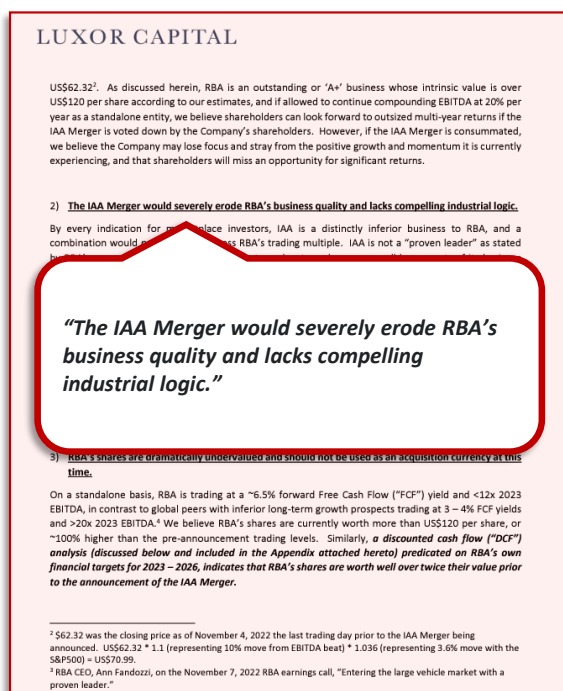 LUXOR CAPITAL
US$62.32². As discussed herein, RBA is an outstanding or ‘A+’ business whose intrinsic value is over
US$120 per share according to our estimates, and if allowed to continue compounding EBITDA at 20% per
year as a standalone entity, we believe shareholders can look forward to outsized multi-year returns if the
IAA Merger is voted down by the Company’s shareholders. However, if the IAA Merger is consummated,
we believe the Company may lose focus and stray from the positive growth and momentum it is currently
experiencing, and that shareholders will miss an opportunity for significant returns.
2) The IAA Merger would severely erode RBA’s business quality and lacks compelling industrial logic.
By every indication for place investors, IAA is a distinctly inferior business to RBA, and a
combination would RBA’s trading multiple. IAA is not a “proven leader” as stated
“The IAA Merger would severely erode RBA’s
business quality and lacks compelling
industrial logic.”
3) RBA’s shares are dramatically undervalued and should not be used as an acquisition currency at this
time.
On a standalone basis, RBA is trading at a ~6.5% forward Free Cash Flow (“FCF”) yield and <12x 2023
EBITDA, in contrast to global peers with inferior long-term growth prospects trading at 3 – 4% FCF yields
and >20x 2023 EBITDA.⁴ We believe RBA’s shares are currently worth more than US$120 per share, or
~100% higher than the pre-announcement trading levels. Similarly, a discounted cash flow (“DCF”)
analysis (discussed below and included in the Appendix attached hereto) predicated on RBA’s own
financial targets for 2023 – 2026, indicates that RBA’s shares are worth well over twice their value prior
to the announcement of the IAA Merger.
² $62.32 was the closing price as of November 4, 2022 the last trading day prior to the IAA Merger being
announced. US$62.32 * 1.1 (representing 10% move from EBITDA beat) * 1.036 (representing 3.6% move with the
S&P500) = US$70.99.
³ RBA CEO, Ann Fandozzi, on the November 7, 2022 RBA earnings call, “Entering the large vehicle market with a
proven leader.”